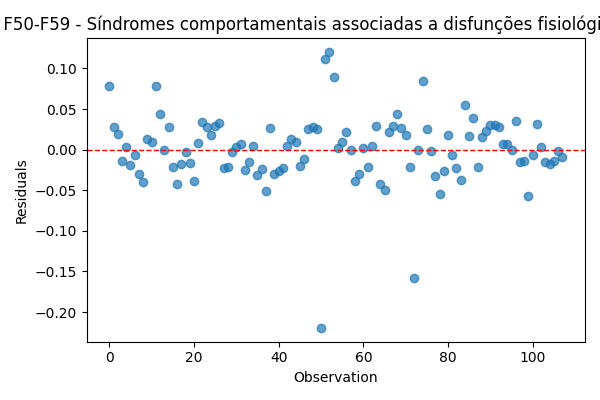 F50-F59 - Síndromes comportamentais associadas a disfunções
Residuals
0.10
0.05
0.00
−0.05
−0.10
−0.15
−0.20
0 20 40 60 80 100
Observation